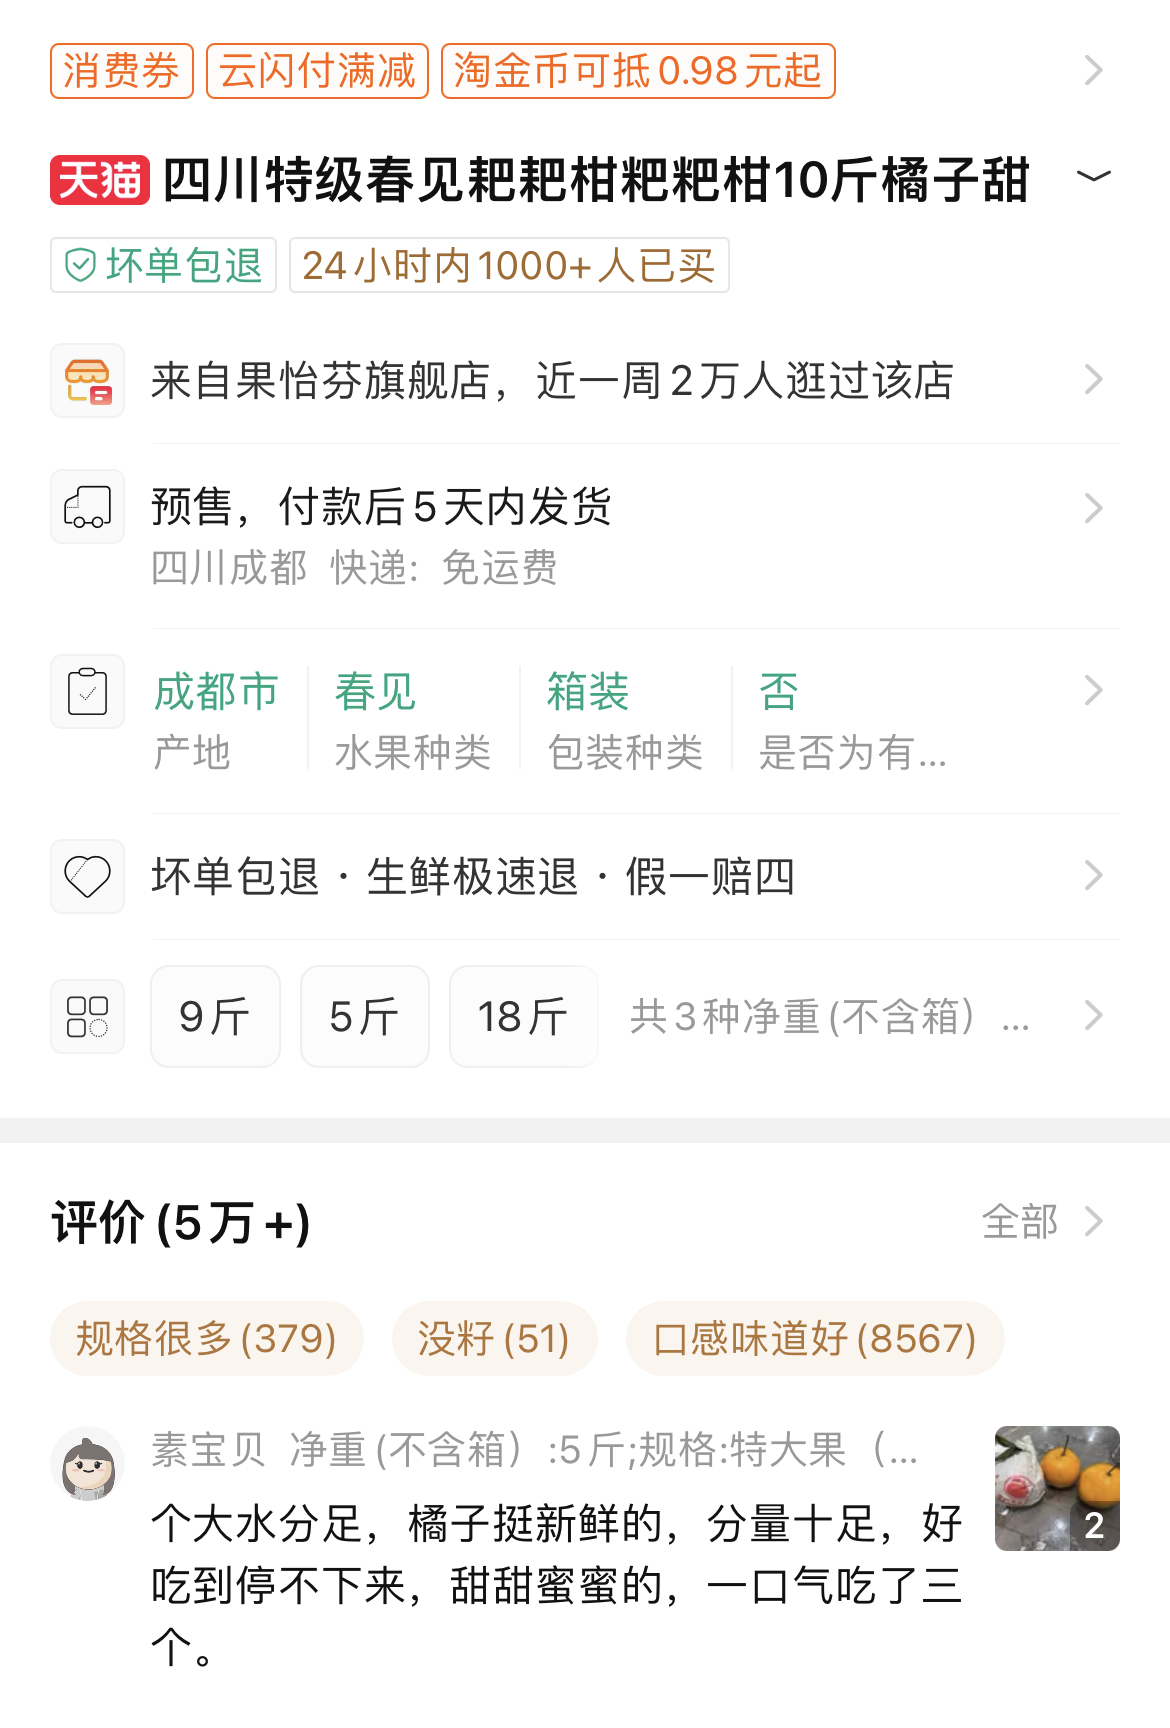 消费券 云闪付满减 淘金币可抵0.98元起
天猫 四川特级春见耙耙柑粑粑柑10斤橘子甜
坏单包退 24小时内1000+人已买
来自果怡芬旗舰店，近一周2万人逛过该店
预售，付款后5天内发货
四川成都 快递：免运费
成都市 春见 箱装 否
产地 水果种类 包装种类 是否为有...
坏单包退 · 生鲜极速退 · 假一赔四
9斤 5斤 18斤 共3种净重(不含箱） ...
评价(5万+) 全部
规格很多(379) 没籽(51) 口感味道好(8567)
素宝贝 净重(不含箱）:5斤;规格:特大果（...
个大水分足，橘子挺新鲜的，分量十足，好
吃到停不下来，甜甜蜜蜜的，一口气吃了三
个。
2